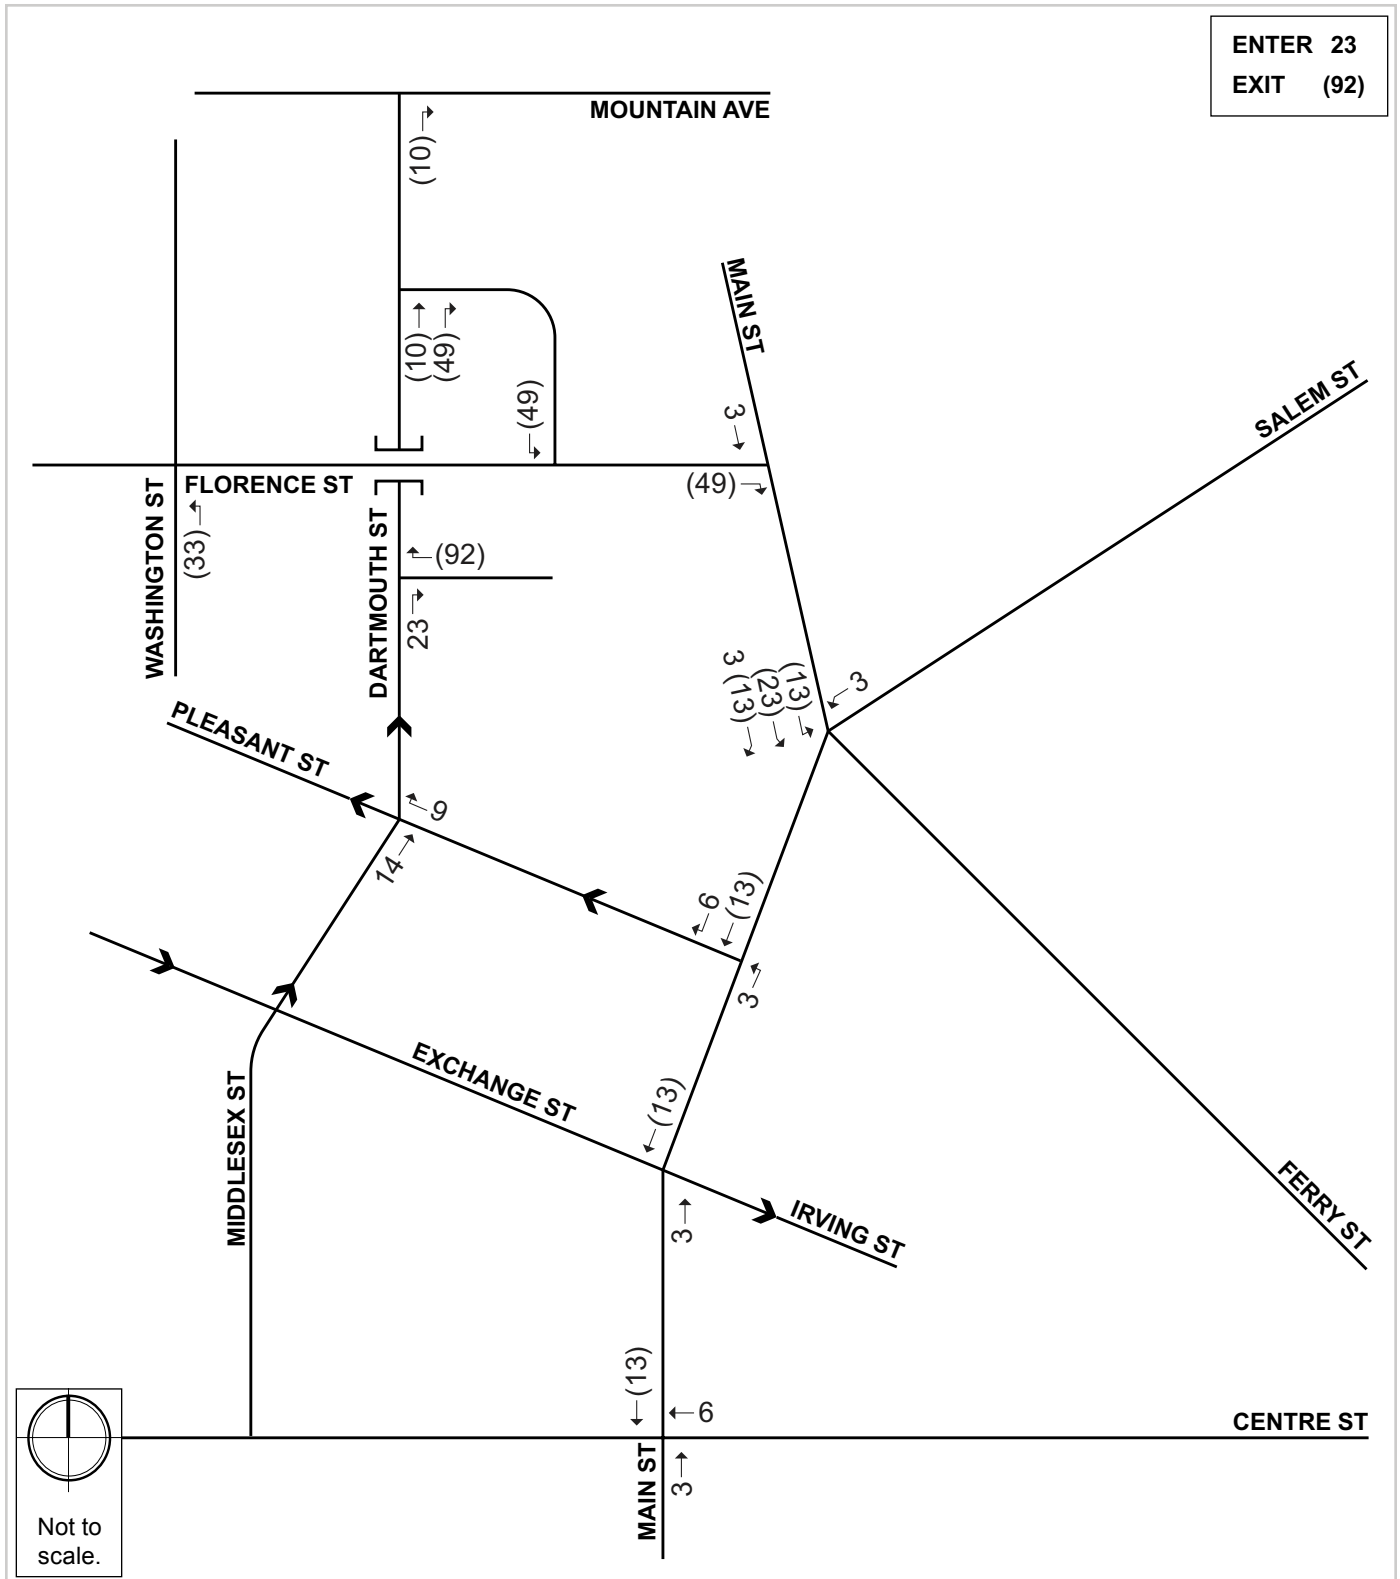 ENTER 23
EXIT (92)
MOUNTAIN AVE
(10)
MAIN ST
(10)
(49)
(49)
3
SALEM ST
FLORENCE ST
(49)
WASHINGTON ST
(33)
DARTMOUTH ST
(92)
23
3
(13)
(23)
(13)
3
PLEASANT ST
9
14
6
(13)
3
EXCHANGE ST
MIDDLESEX ST
(13)
3
IRVING ST
FERRY ST
(13)
6
CENTRE ST
MAIN ST
3
Not to
scale.